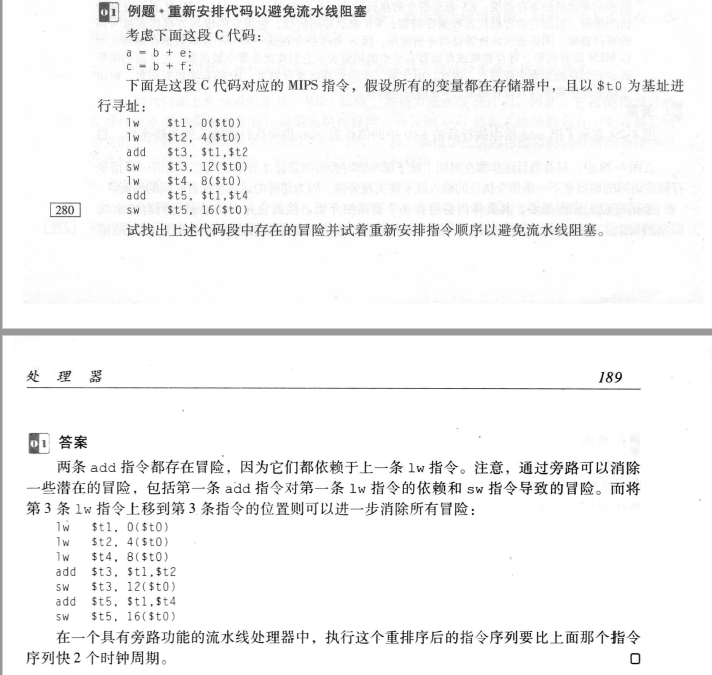 01 例题·重新安排代码以避免流水线阻塞
考虑下面这段 C 代码：
a = b + e;
c = b + f;
下面是这段 C 代码对应的 MIPS 指令，假设所有的变量都在存储器中，且以 $t0 为基址进
行寻址：
lw $t1, 0($t0)
lw $t2, 4($t0)
add $t3, $t1,$t2
sw $t3, 12($t0)
lw $t4, 8($t0)
add $t5, $t1,$t4
280 sw $t5, 16($t0)
试找出上述代码段中存在的冒险并试着重新安排指令顺序以避免流水线阻塞。
处 理 器 189
01 答案
两条 add 指令都存在冒险，因为它们都依赖于上一条 lw 指令。注意，通过旁路可以消除
一些潜在的冒险，包括第一条 add 指令对第一条 lw 指令的依赖和 sw 指令导致的冒险。而将
第 3 条 lw 指令上移到第 3 条指令的位置则可以进一步消除所有冒险：
lw $t1, 0($t0)
lw $t2, 4($t0)
lw $t4, 8($t0)
add $t3, $t1,$t2
sw $t3, 12($t0)
add $t5, $t1,$t4
sw $t5, 16($t0)
在一个具有旁路功能的流水线处理器中，执行这个重排序后的指令序列要比上面那个指令
序列快 2 个时钟周期。